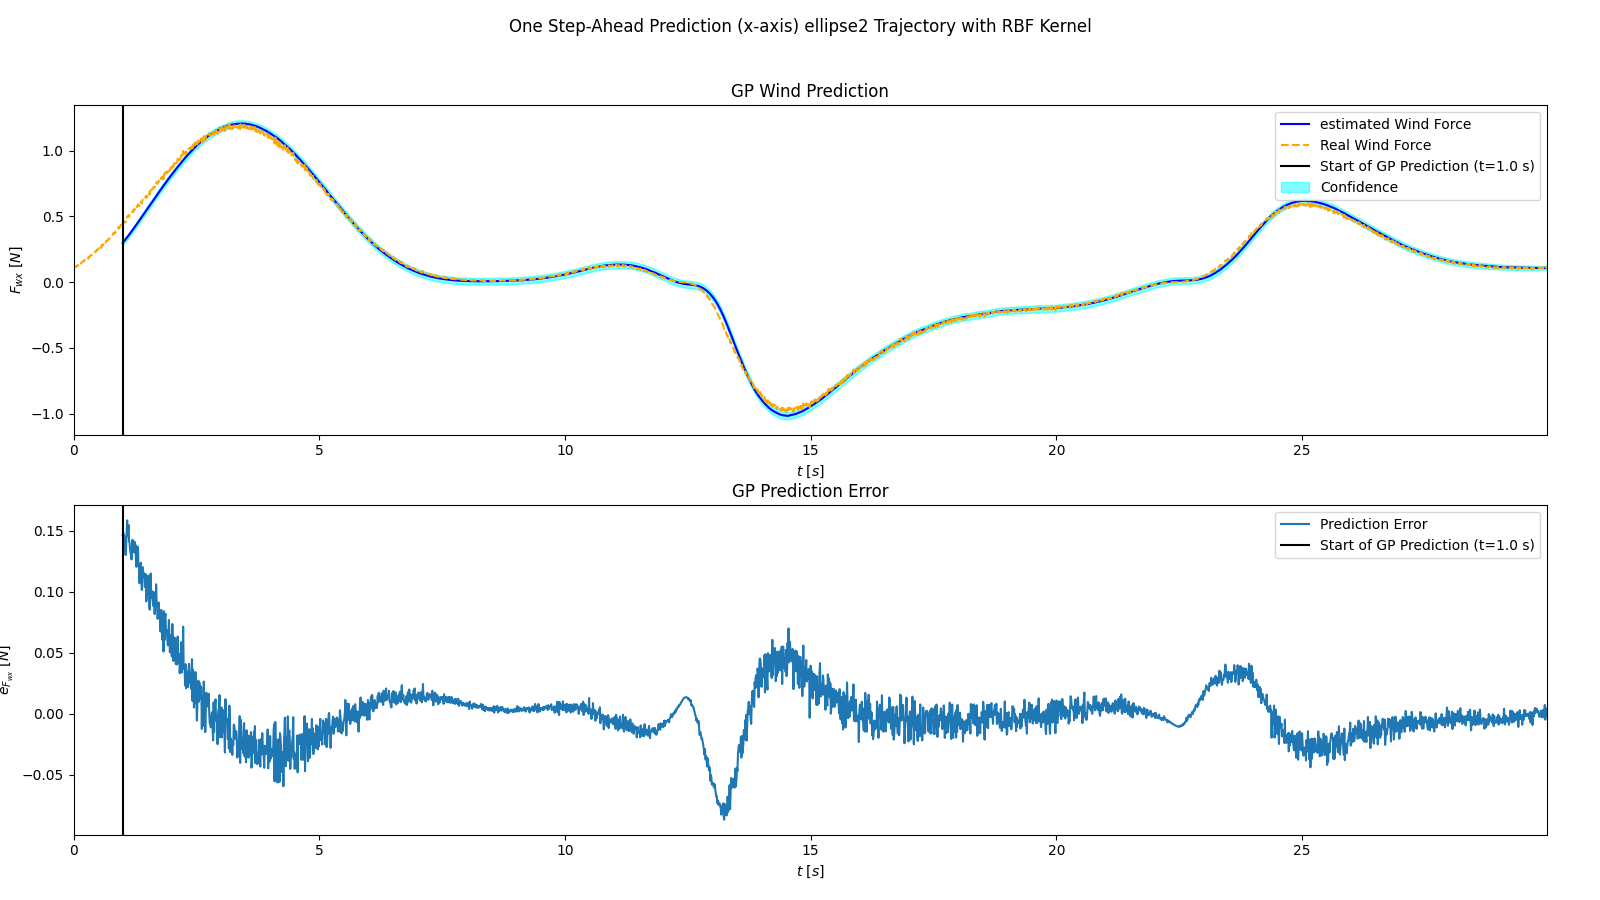 One Step-Ahead Prediction (x-axis) ellipse2 Trajectory with RBF Kernel
GP Wind Prediction
estimated Wind Force
Real Wind Force
Start of GP Prediction (t=1.0 s)
Confidence
F_wx [N]
1.0
0.5
0.0
−0.5
−1.0
0 5 10 15 20 25
t [s]
GP Prediction Error
Prediction Error
Start of GP Prediction (t=1.0 s)
e_F_wx [N]
0.15
0.10
0.05
0.00
−0.05
0 5 10 15 20 25
t [s]